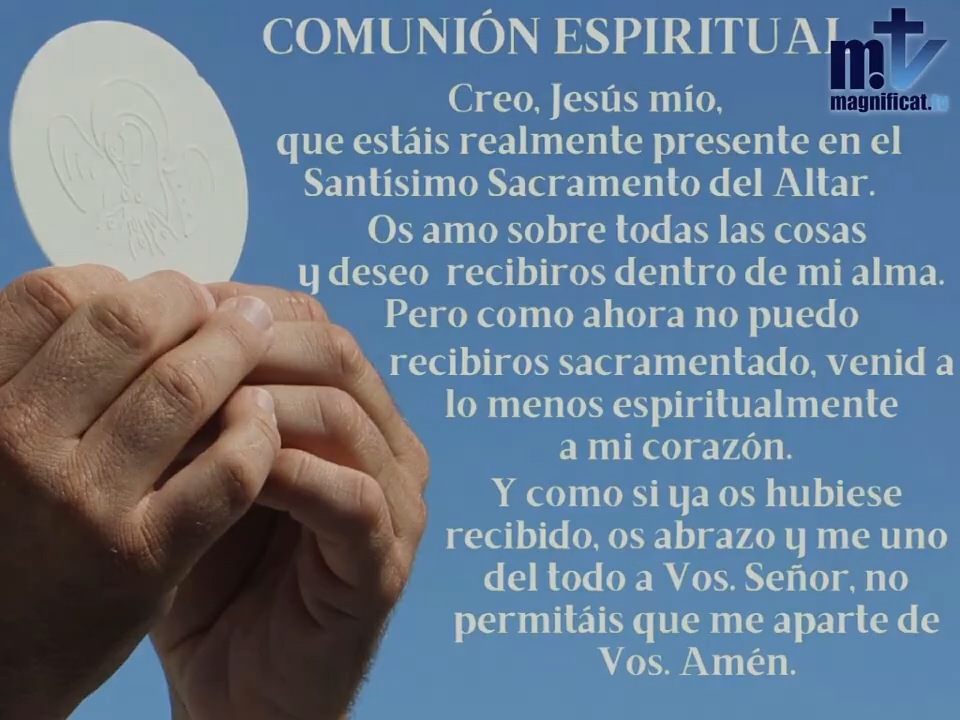 COMUNIÓN ESPIRITUAL
Creo, Jesús mío,
que estáis realmente presente en el
Santísimo Sacramento del Altar.
Os amo sobre todas las cosas
y deseo recibiros dentro de mi alma.
Pero como ahora no puedo
recibiros sacramentado, venid a
lo menos espiritualmente
a mi corazón.
Y como si ya os hubiese
recibido, os abrazo y me uno
del todo a Vos. Señor, no
permitáis que me aparte de
Vos. Amén.
m.tv
magnificat.tv